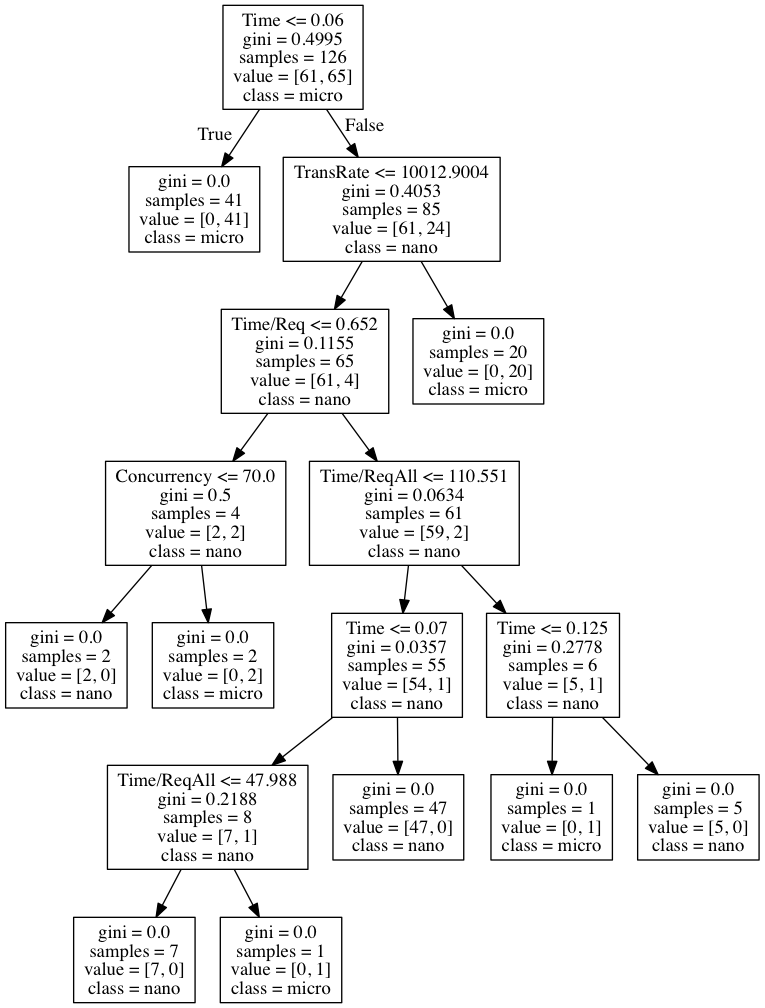 Time <= 0.06
gini = 0.4995
samples = 126
value = [61, 65]
class = micro
True
False
gini = 0.0
samples = 41
value = [0, 41]
class = micro
TransRate <= 10012.9004
gini = 0.4053
samples = 85
value = [61, 24]
class = nano
Time/Req <= 0.652
gini = 0.1155
samples = 65
value = [61, 4]
class = nano
gini = 0.0
samples = 20
value = [0, 20]
class = micro
Concurrency <= 70.0
gini = 0.5
samples = 4
value = [2, 2]
class = nano
Time/ReqAll <= 110.551
gini = 0.0634
samples = 61
value = [59, 2]
class = nano
gini = 0.0
samples = 2
value = [2, 0]
class = nano
gini = 0.0
samples = 2
value = [0, 2]
class = micro
Time <= 0.07
gini = 0.0357
samples = 55
value = [54, 1]
class = nano
Time <= 0.125
gini = 0.2778
samples = 6
value = [5, 1]
class = nano
Time/ReqAll <= 47.988
gini = 0.2188
samples = 8
value = [7, 1]
class = nano
gini = 0.0
samples = 47
value = [47, 0]
class = nano
gini = 0.0
samples = 1
value = [0, 1]
class = micro
gini = 0.0
samples = 5
value = [5, 0]
class = nano
gini = 0.0
samples = 7
value = [7, 0]
class = nano
gini = 0.0
samples = 1
value = [0, 1]
class = micro